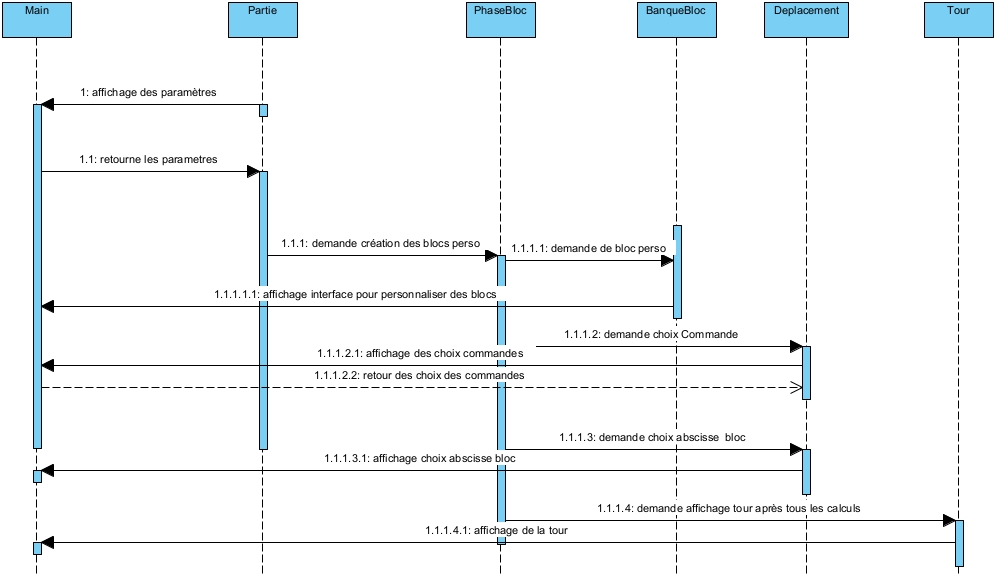 Main
Partie
PhaseBloc
BanqueBloc
Deplacement
Tour
1: affichage des paramètres
1.1: retourne les parametres
1.1.1: demande création des blocs perso
1.1.1.1: demande de bloc perso
1.1.1.1.1: affichage interface pour personnaliser des blocs
1.1.1.2: demande choix Commande
1.1.1.2.1: affichage des choix commandes
1.1.1.2.2: retour des choix des commandes
1.1.1.3: demande choix abscisse bloc
1.1.1.3.1: affichage choix abscisse bloc
1.1.1.4: demande affichage tour après tous les calculs
1.1.1.4.1: affichage de la tour